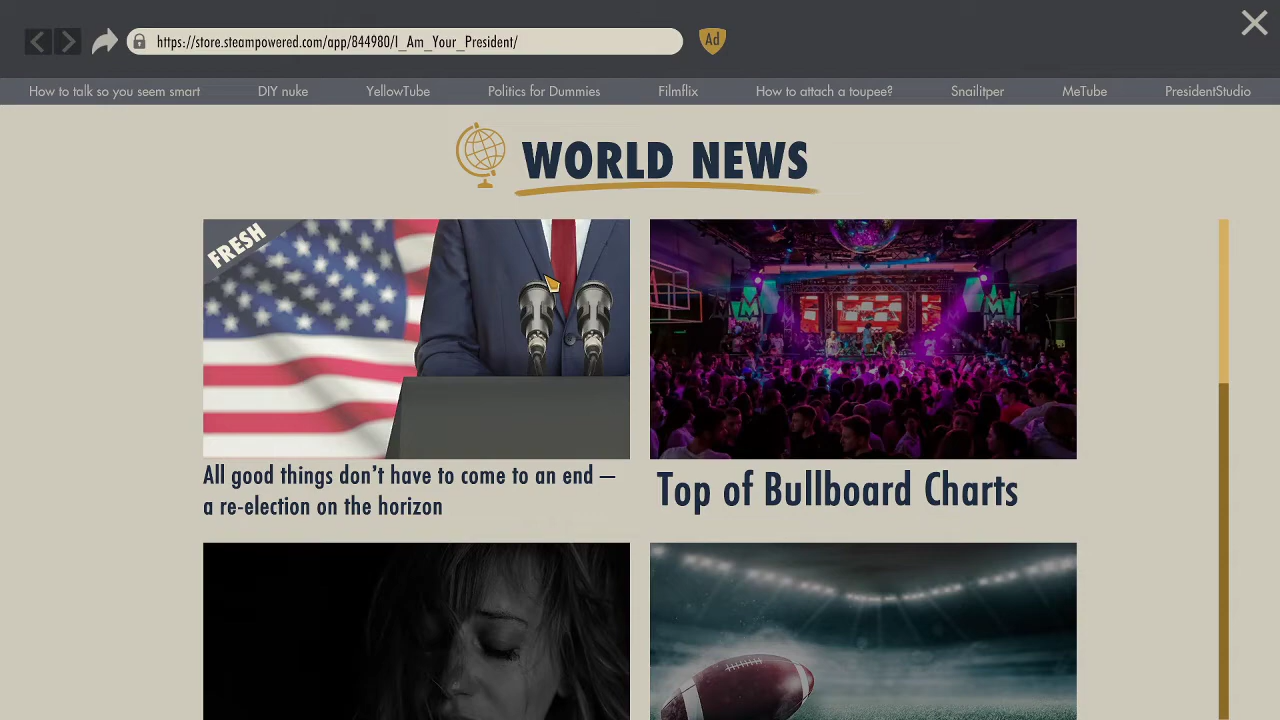 https://store.steampowered.com/app/844980/I_Am_Your_President/
Ad
How to talk so you seem smart
DIY nuke
YellowTube
Politics for Dummies
Filmflix
How to attach a toupee?
Snailitper
MeTube
PresidentStudio
WORLD NEWS
FRESH
All good things don't have to come to an end –
a re-election on the horizon
Top of Bullboard Charts